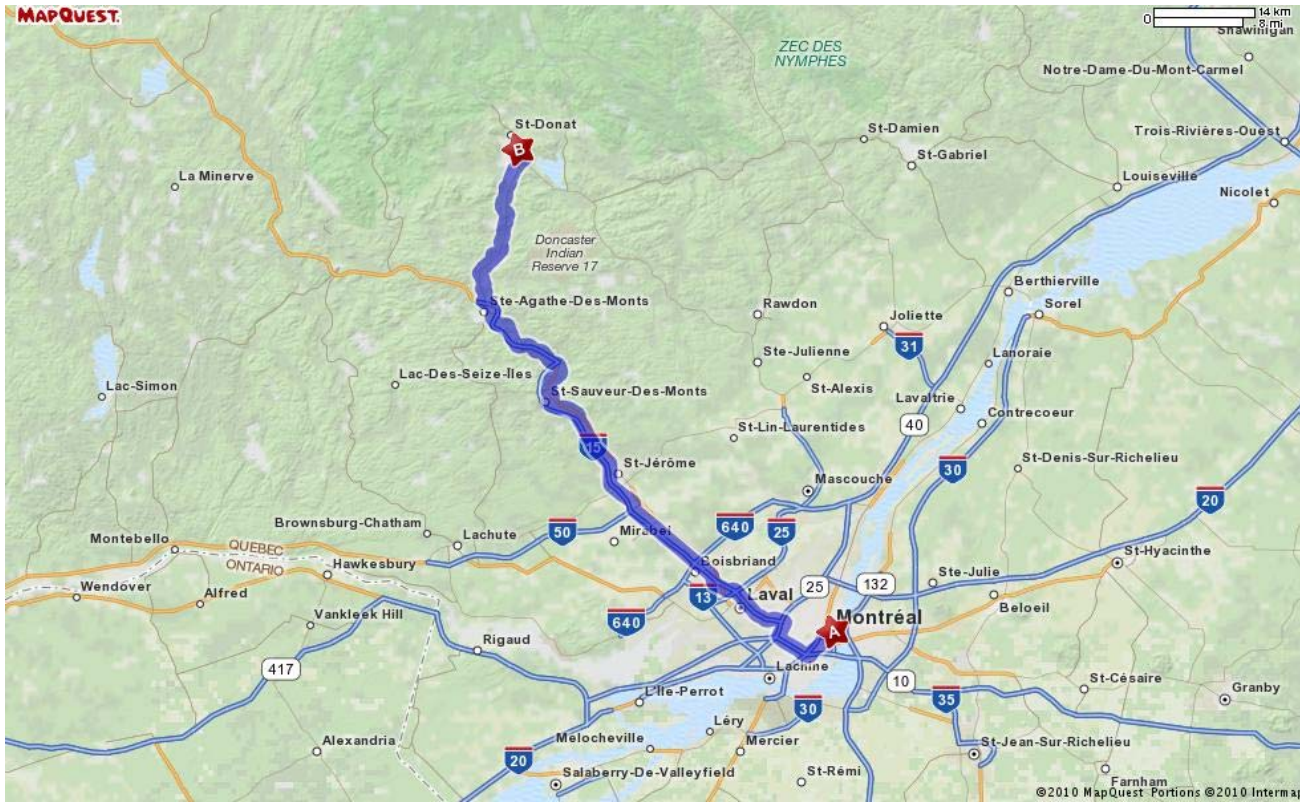 MAPQUEST.
14 km
0
8 mi
Shawinigan
ZEC DES
NYMPHES
Notre-Dame-Du-Mont-Carmel
St-Donat
B
St-Damien
Trois-Rivières-Ouest
St-Gabriel
La Minerve
Louiseville
Nicolet
Doncaster
Indian
Reserve 17
Berthierville
Ste-Agathe-Des-Monts
Rawdon
Sorel
Joliette
31
Ste-Julienne
Lanoraie
Lac-Des-Seize-Îles
St-Alexis
Lac-Simon
St-Sauveur-Des-Monts
Lavaltrie
Contrecoeur
40
St-Lin-Laurentides
15
St-Jérôme
30
St-Denis-Sur-Richelieu
Mascouche
20
Brownsburg-Chatham
640
25
50
Mirabel
Montebello
QUEBEC
Lachute
St-Hyacinthe
ONTARIO
Hawkesbury
Boisbriand
Wendover
Alfred
13
25
132
Ste-Julie
Laval
Beloeil
Vankleek Hill
640
A
Montréal
Rigaud
417
Lachine
10
St-Césaire
L'Île-Perrot
35
Granby
30
Léry
Alexandria
Melocheville
Mercier
St-Jean-Sur-Richelieu
20
Salaberry-De-Valleyfield
St-Rémi
Farnham
©2010 MapQuest Portions ©2010 Intermap